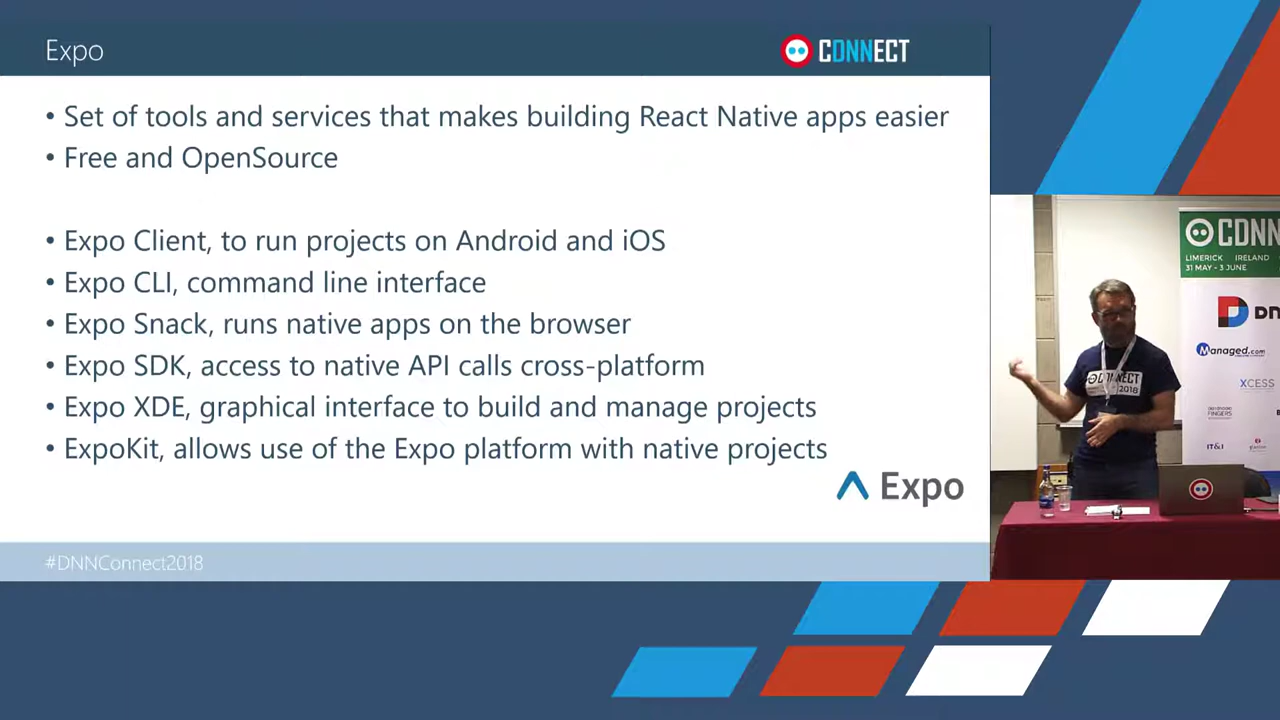 Expo
CONNECT
• Set of tools and services that makes building React Native apps easier
• Free and OpenSource
• Expo Client, to run projects on Android and iOS
• Expo CLI, command line interface
• Expo Snack, runs native apps on the browser
• Expo SDK, access to native API calls cross-platform
• Expo XDE, graphical interface to build and manage projects
• ExpoKit, allows use of the Expo platform with native projects
Expo
#DNNConnect2018
CONN
LIMERICK IRELAND
31 MAY - 3 JUNE
DN
Managed.com
XCESS
FINGERS
IT&I
CONNECT
2018